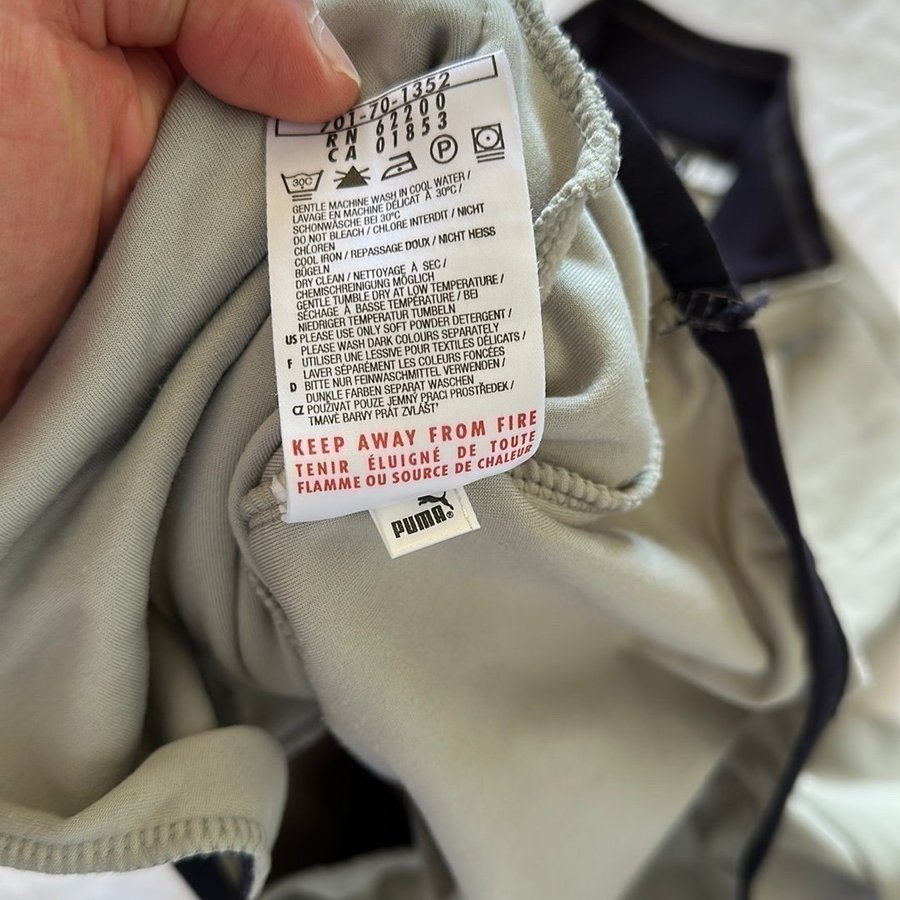 701-70-1352
RN 62200
CA 01853
30C P
GENTLE MACHINE WASH IN COOL WATER /
LAVAGE EN MACHINE DÉLICAT À 30°C /
SCHONWÄSCHE BEI 30°C
DO NOT BLEACH / CHLORE INTERDIT / NICHT
CHLOREN
COOL IRON / REPASSAGE DOUX / NICHT HEISS
BÜGELN
DRY CLEAN / NETTOYAGE À SEC /
CHEMISCHREINIGUNG MÖGLICH
GENTLE TUMBLE DRY AT LOW TEMPERATURE /
SÉCHAGE À BASSE TEMPÉRATURE / BEI
NIEDRIGER TEMPERATUR TUMBELN
US PLEASE USE ONLY SOFT POWDER DETERGENT /
PLEASE WASH DARK COLOURS SEPARATELY
F UTILISER UNE LESSIVE POUR TEXTILES DÉLICATS /
LAVER SÉPARÉMENT LES COULEURS FONCÉES
D BITTE NUR FEINWASCHMITTEL VERWENDEN /
DUNKLE FARBEN SEPARAT WASCHEN
CZ POUŽIVAT POUZE JEMNÝ PRACI PROSTŘEDEK /
TMAVÉ BARVY PRÁT ZVLÁŠŤ
KEEP AWAY FROM FIRE
TENIR ÉLUIGNÉ DE TOUTE
FLAMME OU SOURCE DE CHALEUR
PUMA®